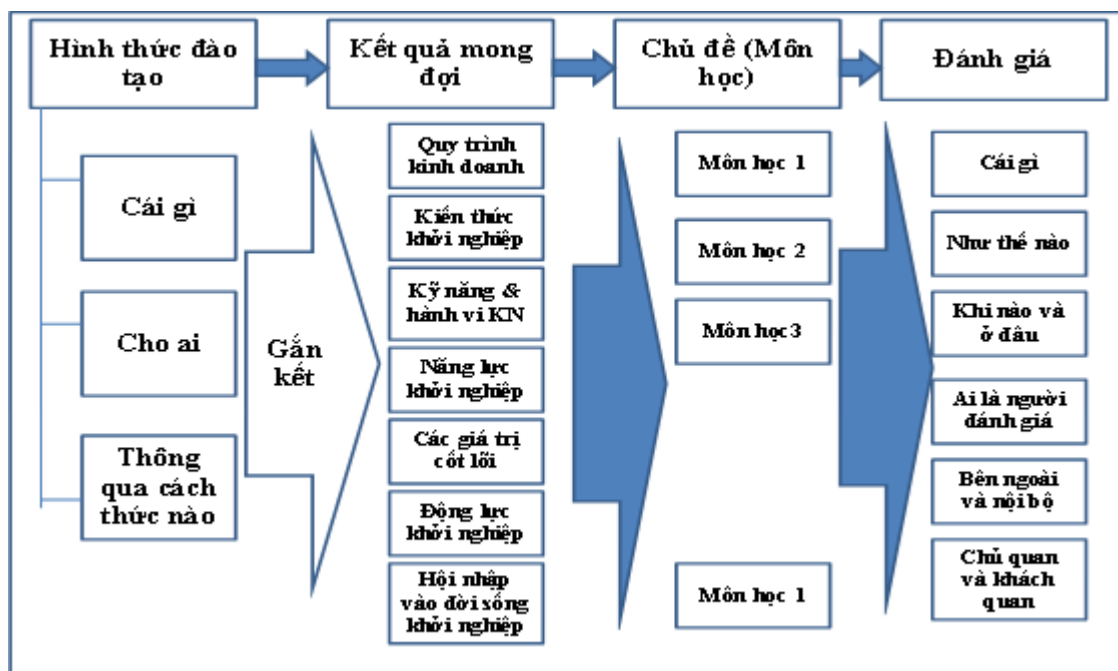 Hình thức đào
tạo
Kết quả mong
đợi
Chủ đề (Môn
học)
Đánh giá
Cái gì
Cho ai
Thông
qua cách
thức nào
Gắn
kết
Quy trình
kinh doanh
Kiến thức
khởi nghiệp
Kỹ năng &
hành vi KN
Năng lực
khởi nghiệp
Các giá trị
cốt lõi
Động lực
khởi nghiệp
Hội nhập
vào đời sống
khởi nghiệp
Môn học 1
Môn học 2
Môn học3
Môn học 1
Cái gì
Như thế nào
Khi nào và
ở đâu
Ai là người
đánh giá
Bên ngoài
và nội bộ
Chủ quan
và khách
quan